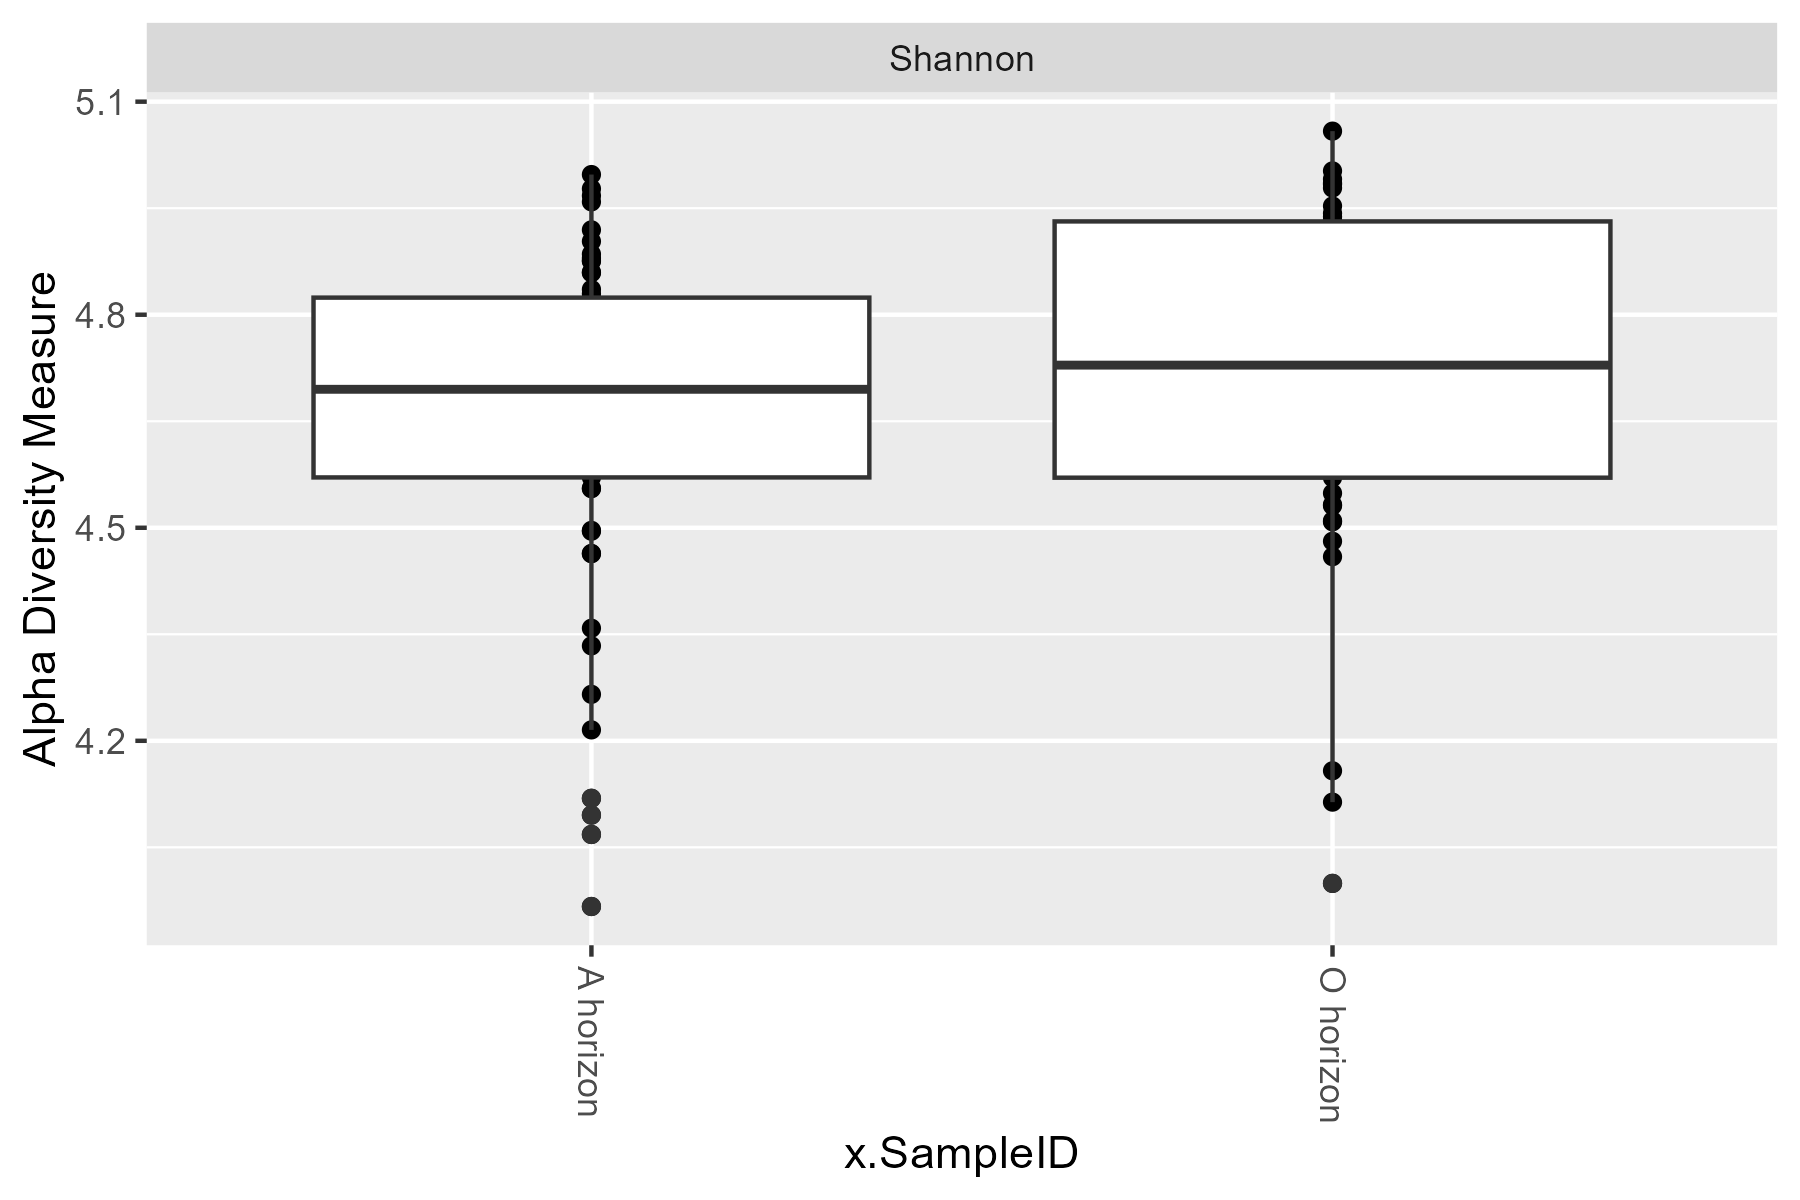 Shannon
5.1
4.8
4.5
4.2
Alpha Diversity Measure
A horizon
O horizon
x.SampleID